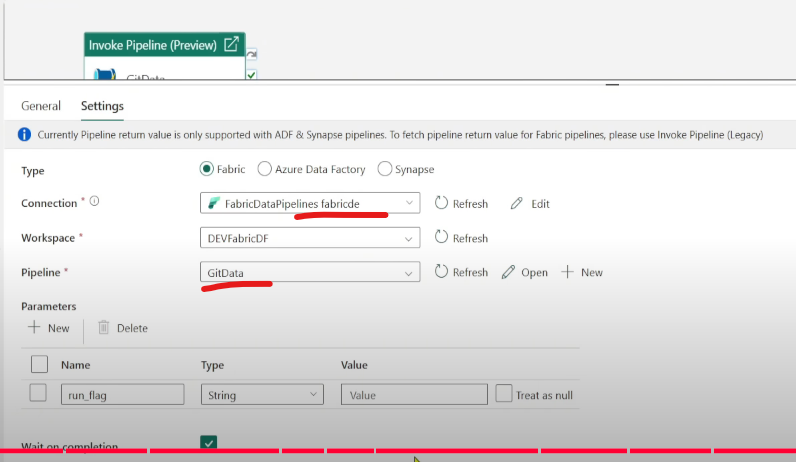 Invoke Pipeline (Preview)
GitData
General Settings
Currently Pipeline return value is only supported with ADF & Synapse pipelines. To fetch pipeline return value for Fabric pipelines, please use Invoke Pipeline (Legacy)
Type Fabric Azure Data Factory Synapse
Connection * FabricDataPipelines fabricde Refresh Edit
Workspace * DEVFabricDF Refresh
Pipeline * GitData Refresh Open New
Parameters
New Delete
Name Type Value
run_flag String Value Treat as null
Wait on completion